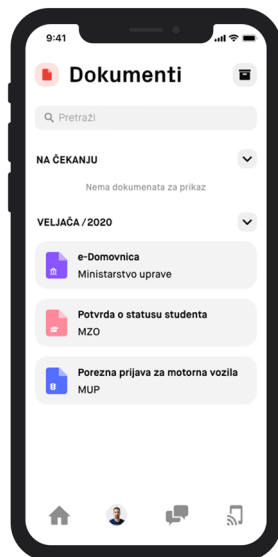 9:41
Dokumenti
Pretraži
NA ČEKANJU
Nema dokumenata za prikaz
VELJAČA / 2020
e-Domovnica
Ministarstvo uprave
Potvrda o statusu studenta
MZO
Porezna prijava za motorna vozila
MUP